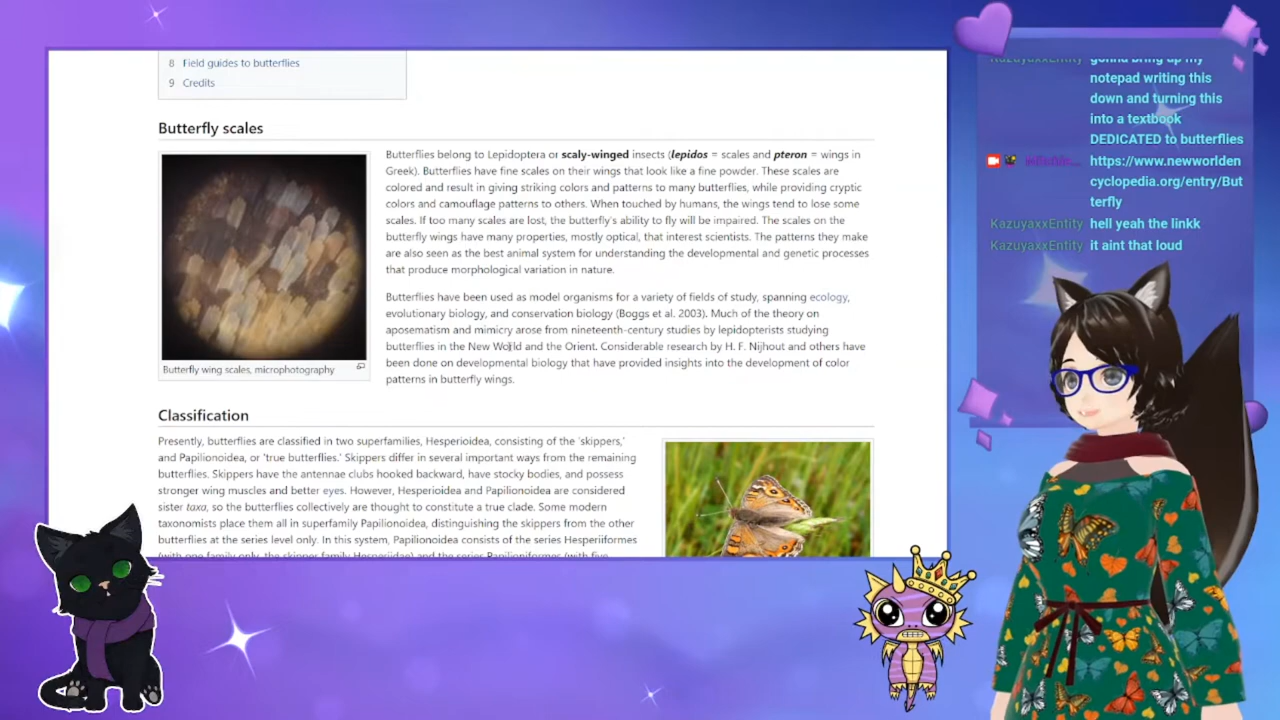 8 Field guides to butterflies
9 Credits
Butterfly scales
Butterflies belong to Lepidoptera or scaly-winged insects (lepidos = scales and pteron = wings in
Greek). Butterflies have fine scales on their wings that look like a fine powder. These scales are
colored and result in giving striking colors and patterns to many butterflies, while providing cryptic
colors and camouflage patterns to others. When touched by humans, the wings tend to lose some
scales. If too many scales are lost, the butterfly's ability to fly will be impaired. The scales on the
butterfly wings have many properties, mostly optical, that interest scientists. The patterns they make
are also seen as the best animal system for understanding the developmental and genetic processes
that produce morphological variation in nature.
Butterfly wing scales, microphotography
Butterflies have been used as model organisms for a variety of fields of study, spanning ecology,
evolutionary biology, and conservation biology (Boggs et al. 2003). Much of the theory on
aposematism and mimicry arose from nineteenth-century studies by lepidopterists studying
butterflies in the New World and the Orient. Considerable research by H. F. Nijhout and others have
been done on developmental biology that have provided insights into the development of color
patterns in butterfly wings.
Classification
Presently, butterflies are classified in two superfamilies, Hesperioidea, consisting of the 'skippers,'
and Papilionoidea, or 'true butterflies.' Skippers differ in several important ways from the remaining
butterflies. Skippers have the antennae clubs hooked backward, have stocky bodies, and possess
stronger wing muscles and better eyes. However, Hesperioidea and Papilionoidea are considered
sister taxa, so the butterflies collectively are thought to constitute a true clade. Some modern
taxonomists place them all in superfamily Papilionoidea, distinguishing the skippers from the other
butterflies at the series level only. In this system, Papilionoidea consists of the series Hesperiiformes
(with one family only, the skipper family Hesperiidae) and the series Papilioniformes (with five
KazuyaxxEntity gonna bring up my
notepad writing this
down and turning this
into a textbook
DEDICATED to butterflies
https://www.newworlden
cyclopedia.org/entry/But
terfly
KazuyaxxEntity hell yeah the linkk
KazuyaxxEntity it aint that loud